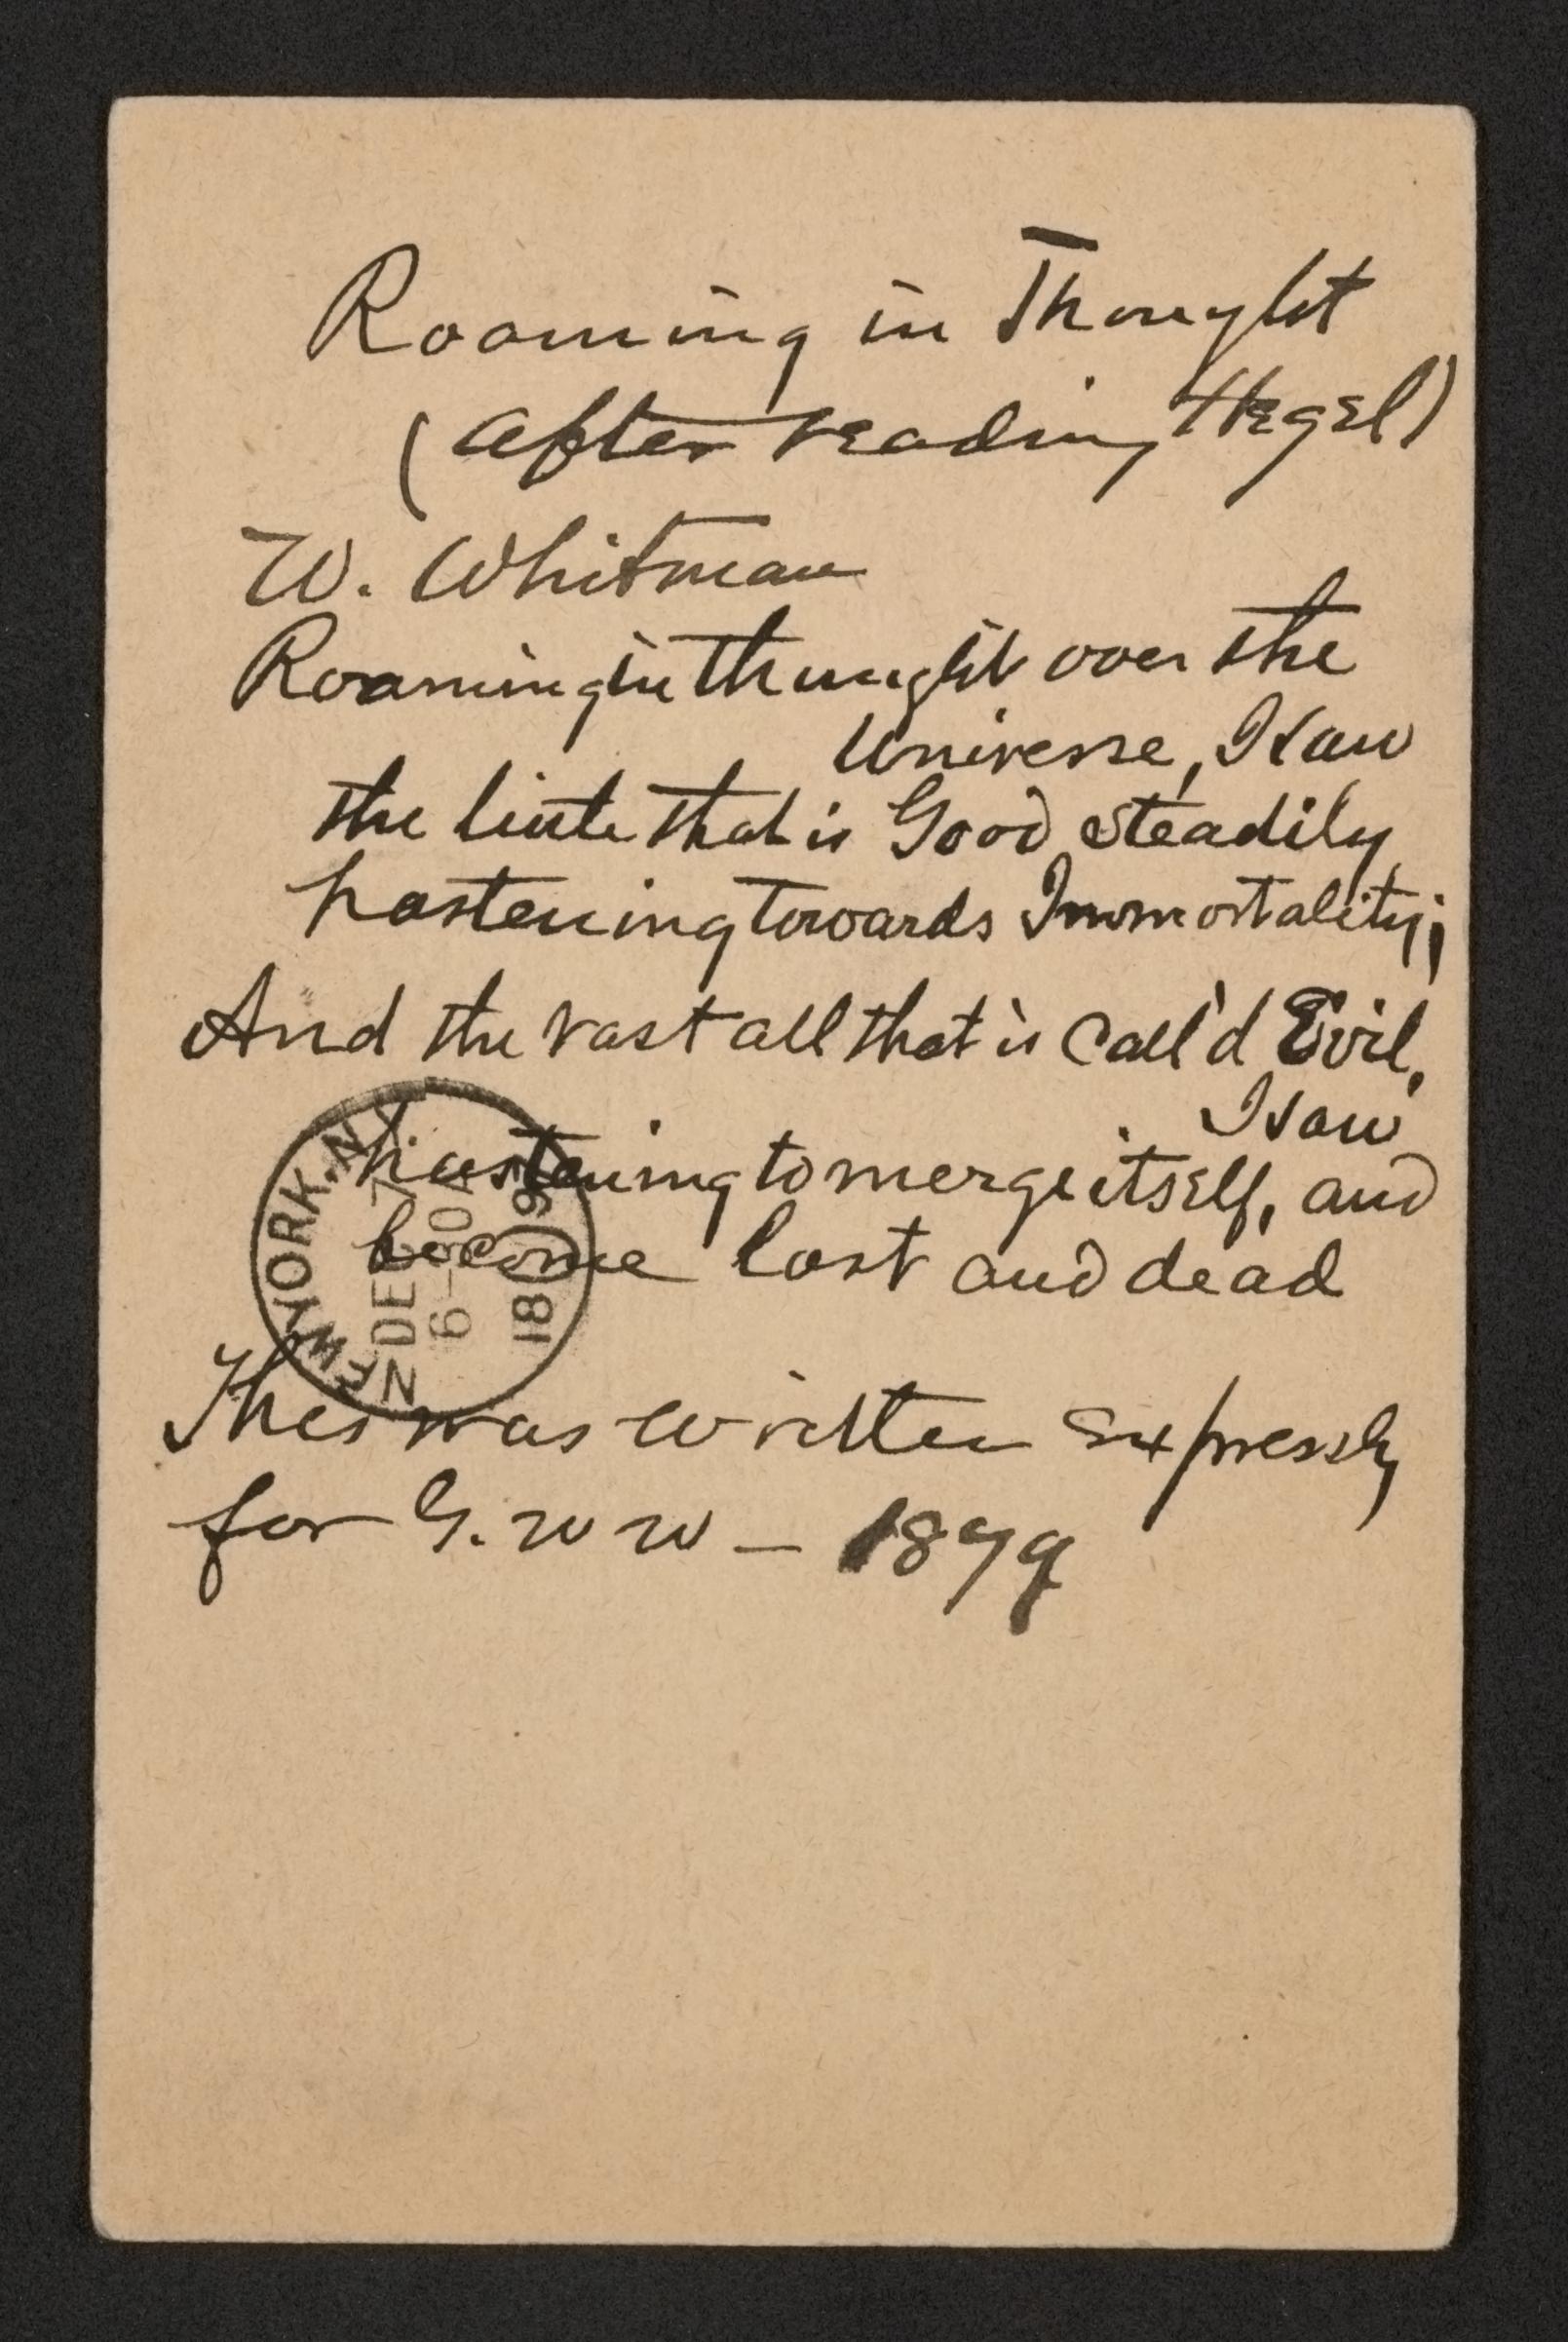 Roaming in Thought
(after reading Hegel)
W. Whitman
Roaming in thought over the
Universe, I saw
the little that is Good steadily
hastening towards Immortality;
And the vast all that is call'd Evil,
I saw
hastening to merge itself, and
become lost and dead
This was written expressly
for G. W W — 1899
NEW YORK, N.Y.
DEC 7
6-
18